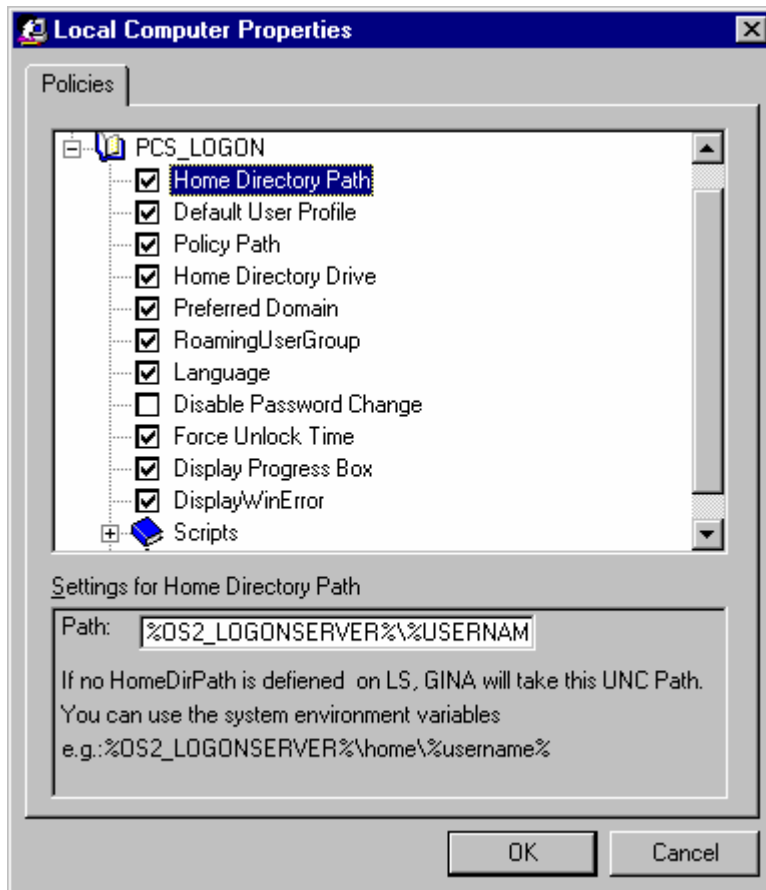 Local Computer Properties
Policies
PCS_LOGON
Home Directory Path
Default User Profile
Policy Path
Home Directory Drive
Preferred Domain
RoamingUserGroup
Language
Disable Password Change
Force Unlock Time
Display Progress Box
DisplayWinError
Scripts
Settings for Home Directory Path
Path: %OS2_LOGONSERVER%\%USERNAM
If no HomeDirPath is defiened on LS, GINA will take this UNC Path.
You can use the system environment variables
e.g.:%OS2_LOGONSERVER%\home\%username%
OK Cancel